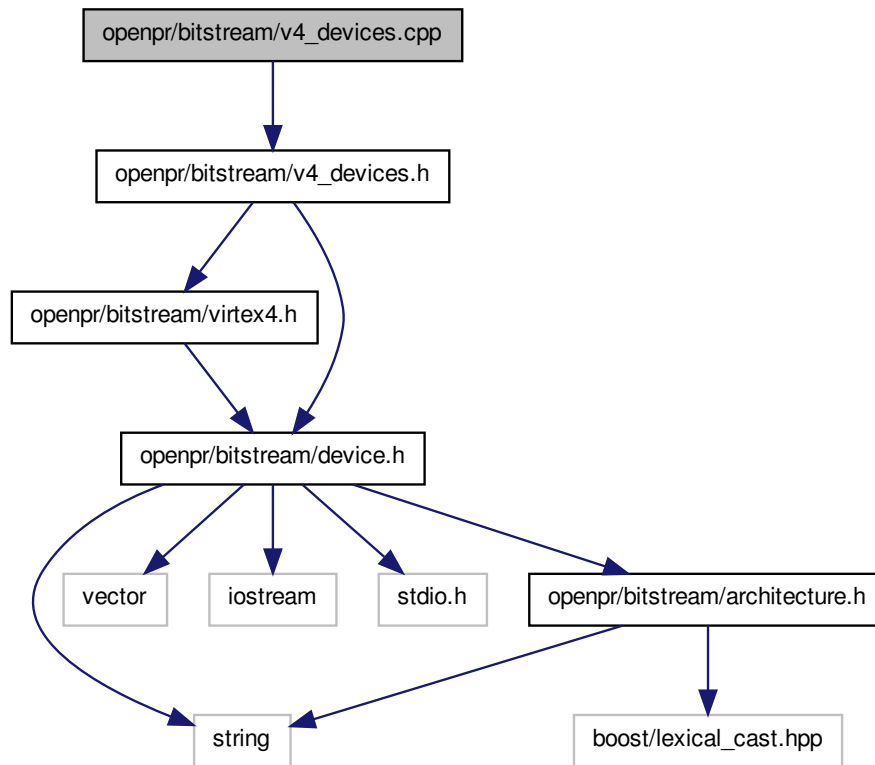 openpr/bitstream/v4_devices.cpp
openpr/bitstream/v4_devices.h
openpr/bitstream/virtex4.h
openpr/bitstream/device.h
vector
iostream
stdio.h
openpr/bitstream/architecture.h
string
boost/lexical_cast.hpp